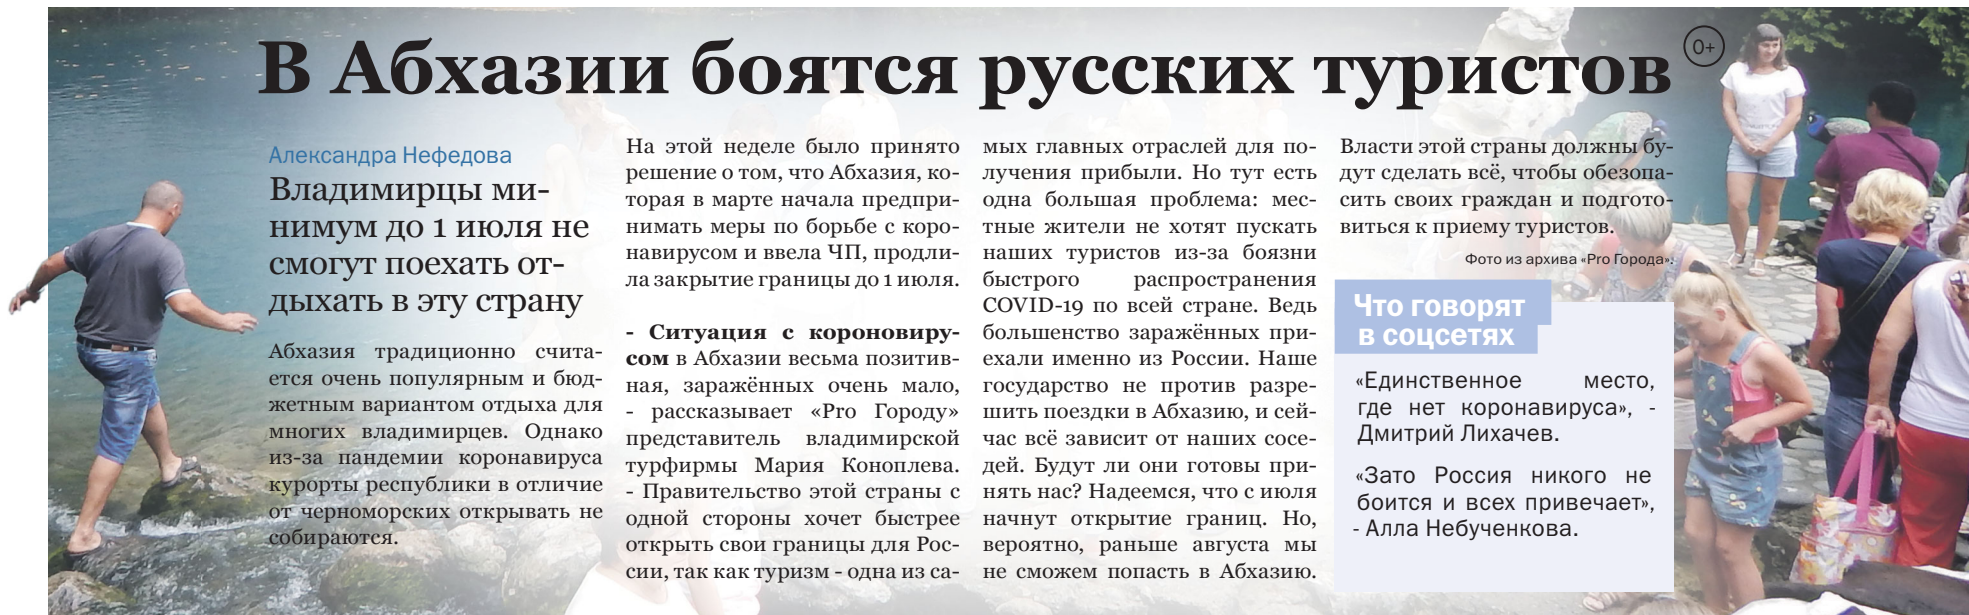 В Абхазии боятся русских туристов
0+
Александра Нефедова
Владимирцы ми-
нимум до 1 июля не
смогут поехать от-
дыхать в эту страну
Абхазия традиционно счита-
ется очень популярным и бюд-
жетным вариантом отдыха для
многих владимирцев. Однако
из-за пандемии коронавируса
курорты республики в отличие
от черноморских открывать не
собираются.
На этой неделе было принято
решение о том, что Абхазия, ко-
торая в марте начала предпри-
нимать меры по борьбе с коро-
навирусом и ввела ЧП, продли-
ла закрытие границы до 1 июля.
- Ситуация с короновиру-
сом в Абхазии весьма позитив-
ная, заражённых очень мало,
- рассказывает «Pro Городу»
представитель владимирской
турфирмы Мария Коноплева.
- Правительство этой страны с
одной стороны хочет быстрее
открыть свои границы для Рос-
сии, так как туризм - одна из са-
мых главных отраслей для по-
лучения прибыли. Но тут есть
одна большая проблема: мес-
тные жители не хотят пускать
наших туристов из-за боязни
быстрого распространения
COVID-19 по всей стране. Ведь
большенство заражённых при-
ехали именно из России. Наше
государство не против разре-
шить поездки в Абхазию, и сей-
час всё зависит от наших сосе-
дей. Будут ли они готовы при-
нять нас? Надеемся, что с июля
начнут открытие границ. Но,
вероятно, раньше августа мы
не сможем попасть в Абхазию.
Власти этой страны должны бу-
дут сделать всё, чтобы обезопа-
сить своих граждан и подгото-
виться к приему туристов.
Фото из архива «Pro Города».
Что говорят
в соцсетях
«Единственное место,
где нет коронавируса», -
Дмитрий Лихачев.
«Зато Россия никого не
боится и всех привечает»,
- Алла Небученкова.